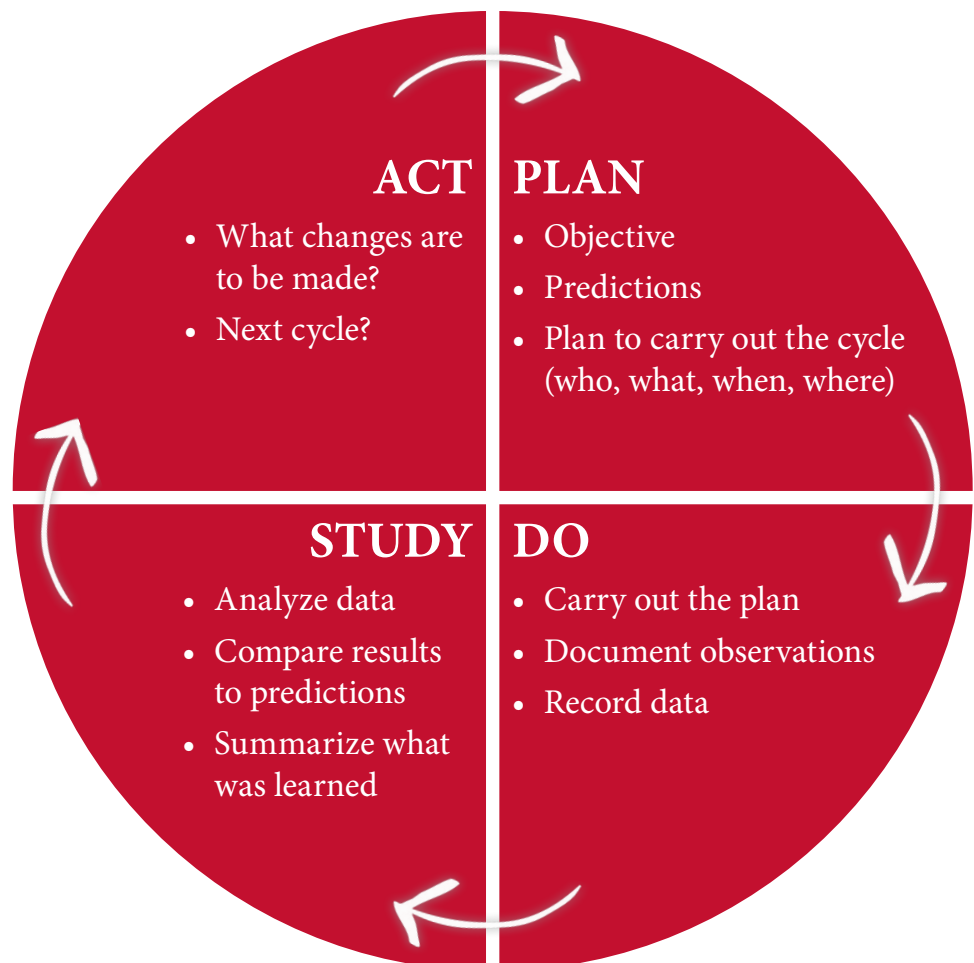 ACT
• What changes are
to be made?
• Next cycle?
PLAN
• Objective
• Predictions
• Plan to carry out the cycle
(who, what, when, where)
STUDY
• Analyze data
• Compare results
to predictions
• Summarize what
was learned
DO
• Carry out the plan
• Document observations
• Record data